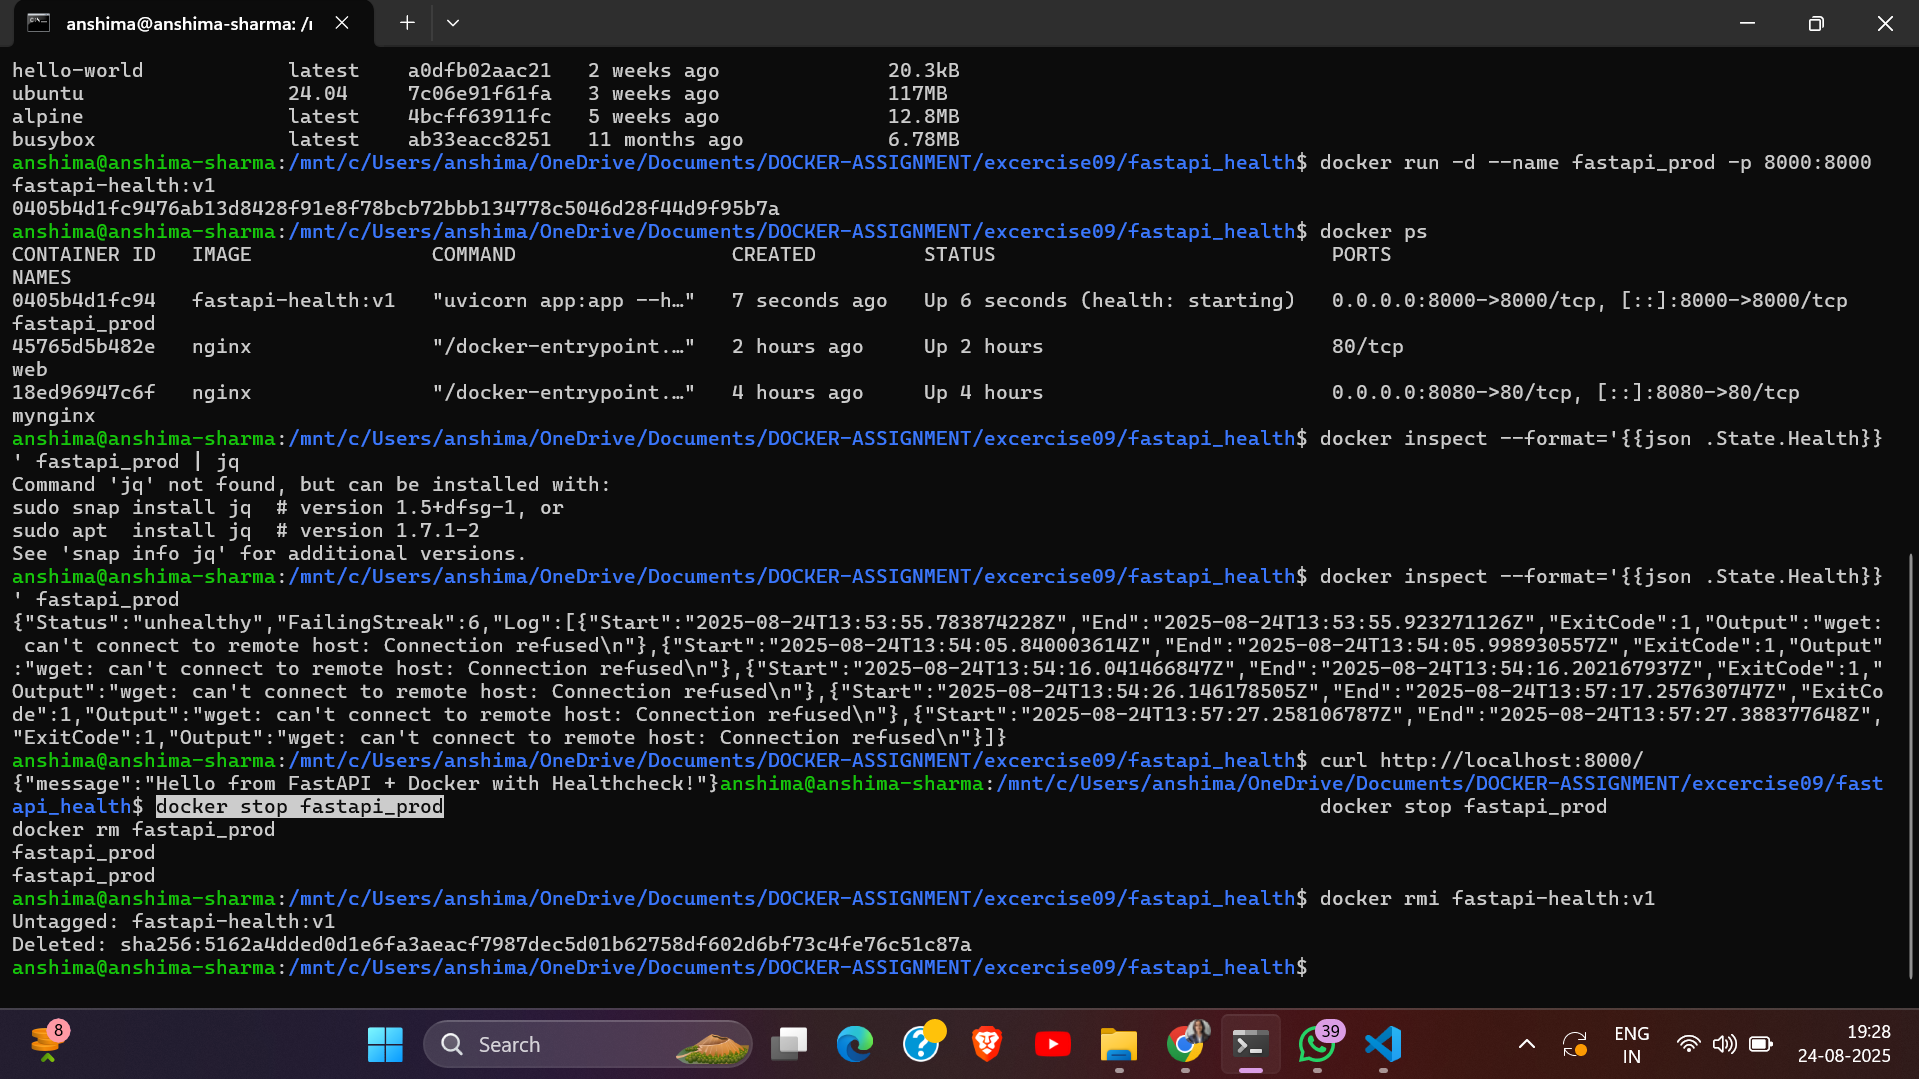 anshima@anshima-sharma: /r
hello-world            latest    a0dfb02aac21   2 weeks ago              20.3kB
ubuntu                 24.04     7c06e91f61fa   3 weeks ago              117MB
alpine                 latest    4bcff63911fc   5 weeks ago              12.8MB
busybox                latest    ab33eacc8251   11 months ago            6.78MB
anshima@anshima-sharma:/mnt/c/Users/anshima/OneDrive/Documents/DOCKER-ASSIGNMENT/excercise09/fastapi_health$ docker run -d --name fastapi_prod -p 8000:8000
fastapi-health:v1
0405b4d1fc9476ab13d8428f91e8f78bcb72bbb134778c5046d28f44d9f95b7a
anshima@anshima-sharma:/mnt/c/Users/anshima/OneDrive/Documents/DOCKER-ASSIGNMENT/excercise09/fastapi_health$ docker ps
CONTAINER ID   IMAGE               COMMAND                  CREATED         STATUS                            PORTS
NAMES
0405b4d1fc94   fastapi-health:v1   "uvicorn app:app --h…"   7 seconds ago   Up 6 seconds (health: starting)   0.0.0.0:8000->8000/tcp, [::]:8000->8000/tcp
fastapi_prod
45765d5b482e   nginx               "/docker-entrypoint.…"   2 hours ago     Up 2 hours                        80/tcp
web
18ed96947c6f   nginx               "/docker-entrypoint.…"   4 hours ago     Up 4 hours                        0.0.0.0:8080->80/tcp, [::]:8080->80/tcp
mynginx
anshima@anshima-sharma:/mnt/c/Users/anshima/OneDrive/Documents/DOCKER-ASSIGNMENT/excercise09/fastapi_health$ docker inspect --format='{{json .State.Health}}
' fastapi_prod | jq
Command 'jq' not found, but can be installed with:
sudo snap install jq  # version 1.5+dfsg-1, or
sudo apt  install jq  # version 1.7.1-2
See 'snap info jq' for additional versions.
anshima@anshima-sharma:/mnt/c/Users/anshima/OneDrive/Documents/DOCKER-ASSIGNMENT/excercise09/fastapi_health$ docker inspect --format='{{json .State.Health}}
' fastapi_prod
{"Status":"unhealthy","FailingStreak":6,"Log":[{"Start":"2025-08-24T13:53:55.783874228Z","End":"2025-08-24T13:53:55.923271126Z","ExitCode":1,"Output":"wget:
 can't connect to remote host: Connection refused\n"},{"Start":"2025-08-24T13:54:05.840003614Z","End":"2025-08-24T13:54:05.998930557Z","ExitCode":1,"Output"
:"wget: can't connect to remote host: Connection refused\n"},{"Start":"2025-08-24T13:54:16.041466847Z","End":"2025-08-24T13:54:16.202167937Z","ExitCode":1,"
Output":"wget: can't connect to remote host: Connection refused\n"},{"Start":"2025-08-24T13:54:26.146178505Z","End":"2025-08-24T13:57:17.257630747Z","ExitCo
de":1,"Output":"wget: can't connect to remote host: Connection refused\n"},{"Start":"2025-08-24T13:57:27.258106787Z","End":"2025-08-24T13:57:27.388377648Z",
"ExitCode":1,"Output":"wget: can't connect to remote host: Connection refused\n"}]}
anshima@anshima-sharma:/mnt/c/Users/anshima/OneDrive/Documents/DOCKER-ASSIGNMENT/excercise09/fastapi_health$ curl http://localhost:8000/
{"message":"Hello from FastAPI + Docker with Healthcheck!"}anshima@anshima-sharma:/mnt/c/Users/anshima/OneDrive/Documents/DOCKER-ASSIGNMENT/excercise09/fast
api_health$ docker stop fastapi_prod                                                                         docker stop fastapi_prod
docker rm fastapi_prod
fastapi_prod
fastapi_prod
anshima@anshima-sharma:/mnt/c/Users/anshima/OneDrive/Documents/DOCKER-ASSIGNMENT/excercise09/fastapi_health$ docker rmi fastapi-health:v1
Untagged: fastapi-health:v1
Deleted: sha256:5162a4dded0d1e6fa3aeacf7987dec5d01b62758df602d6bf73c4fe76c51c87a
anshima@anshima-sharma:/mnt/c/Users/anshima/OneDrive/Documents/DOCKER-ASSIGNMENT/excercise09/fastapi_health$
8
Search
39
ENG
IN
19:28
24-08-2025